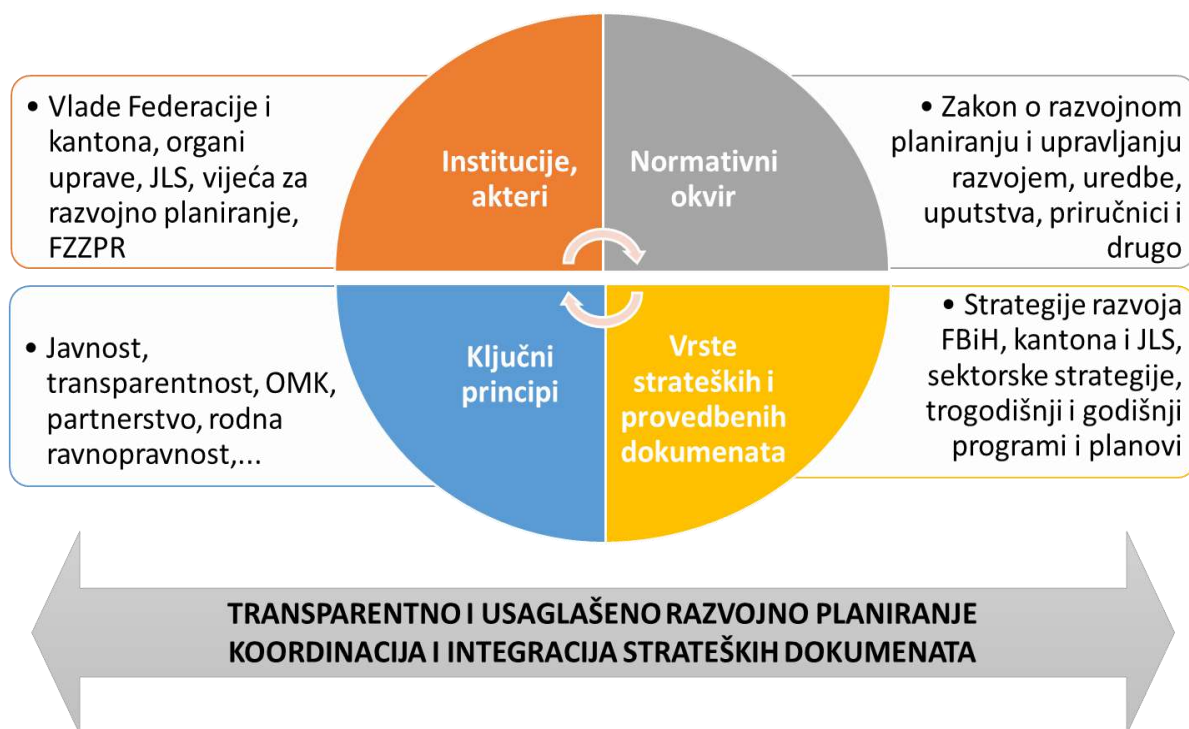 • Vlade Federacije i
kantona, organi
uprave, JLS, vijeća za
razvojno planiranje,
FZZPR
Institucije,
akteri
Normativni
okvir
• Zakon o razvojnom
planiranju i upravljanju
razvojem, uredbe,
uputstva, priručnici i
drugo
• Javnost,
transparentnost, OMK,
partnerstvo, rodna
ravnopravnost,...
Ključni
principi
Vrste
strateških i
provedbenih
dokumenata
• Strategije razvoja
FBiH, kantona i JLS,
sektorske strategije,
trogodišnji i godišnji
programi i planovi
TRANSPARENTNO I USAGLAŠENO RAZVOJNO PLANIRANJE
KOORDINACIJA I INTEGRACIJA STRATEŠKIH DOKUMENATA